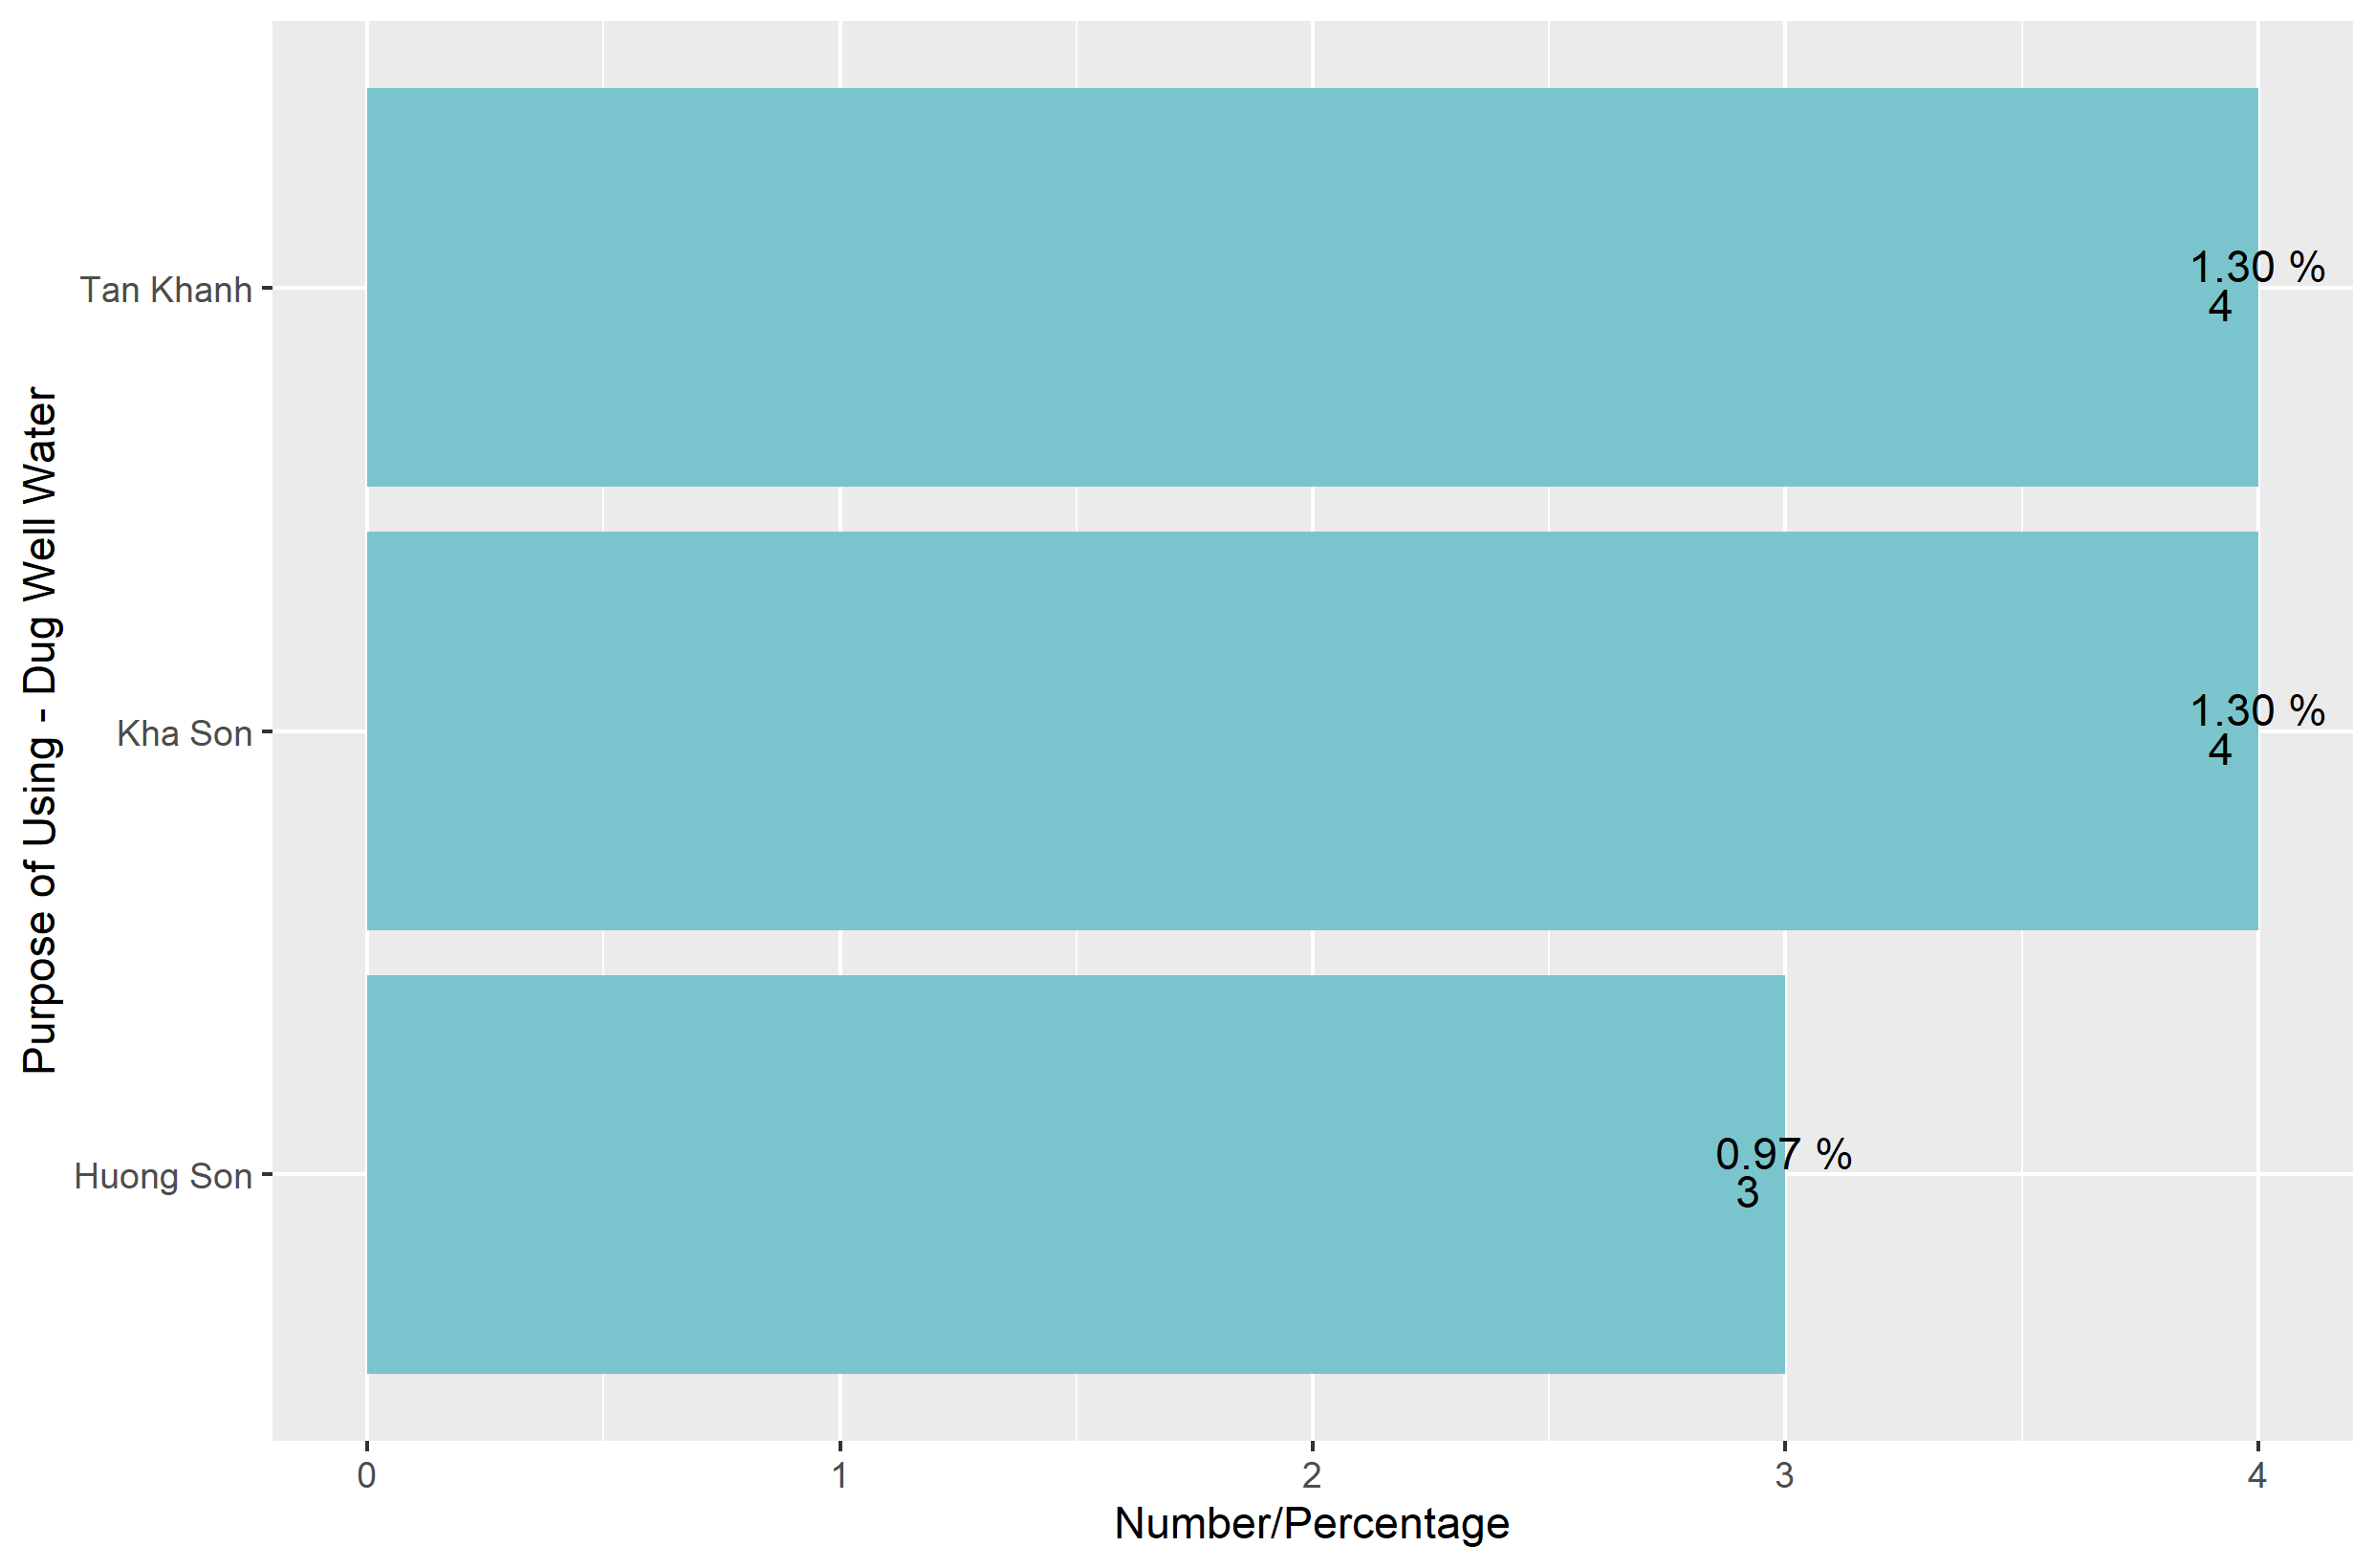 Purpose of Using - Dug Well Water
Tan Khanh
1.30 %
4
Kha Son
1.30 %
4
Huong Son
0.97 %
3
0 1 2 3 4
Number/Percentage